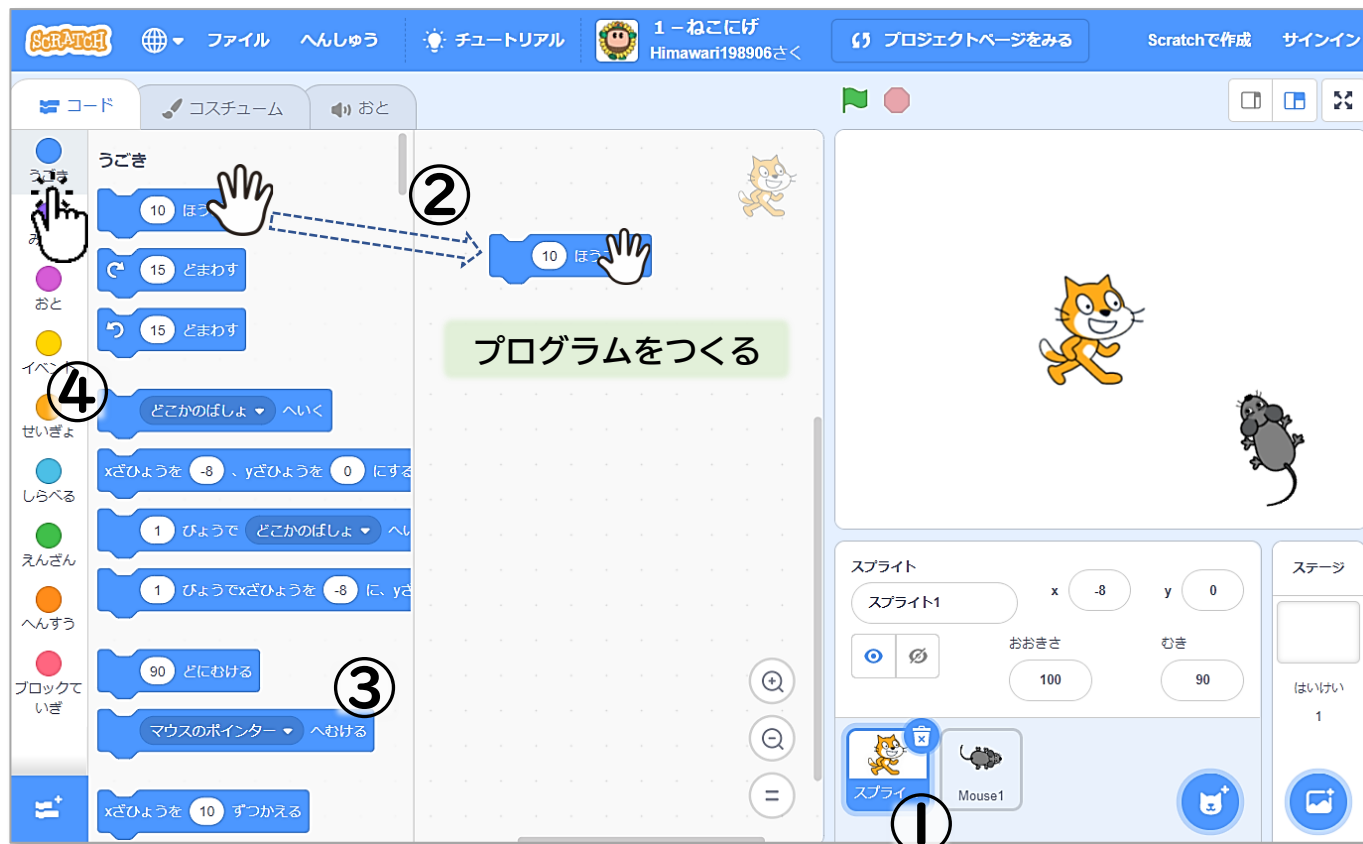 SCRATCH
ファイル
へんしゅう
チュートリアル
1－ねこにげ
Himawari198906さく
プロジェクトページをみる
Scratchで作成
サインイン
コード
コスチューム
おと
うごき
おと
イベント
せいぎょ
しらべる
えんざん
へんすう
ブロックて
いぎ
うごき
10 ほう
15 どまわす
15 どまわす
どこかのばしょ へいく
xざひょうを -8 、yざひょうを 0 にする
1 びょうで どこかのばしょ へい
1 びょうでxざひょうを -8 に、yざ
90 どにむける
マウスのポインター へむける
xざひょうを 10 ずつかえる
②
10 ほう
プログラムをつくる
④
③
スプライト
スプライト1
x -8
y 0
おおきさ
100
むき
90
スプライ
Mouse1
①
ステージ
はいけい
1